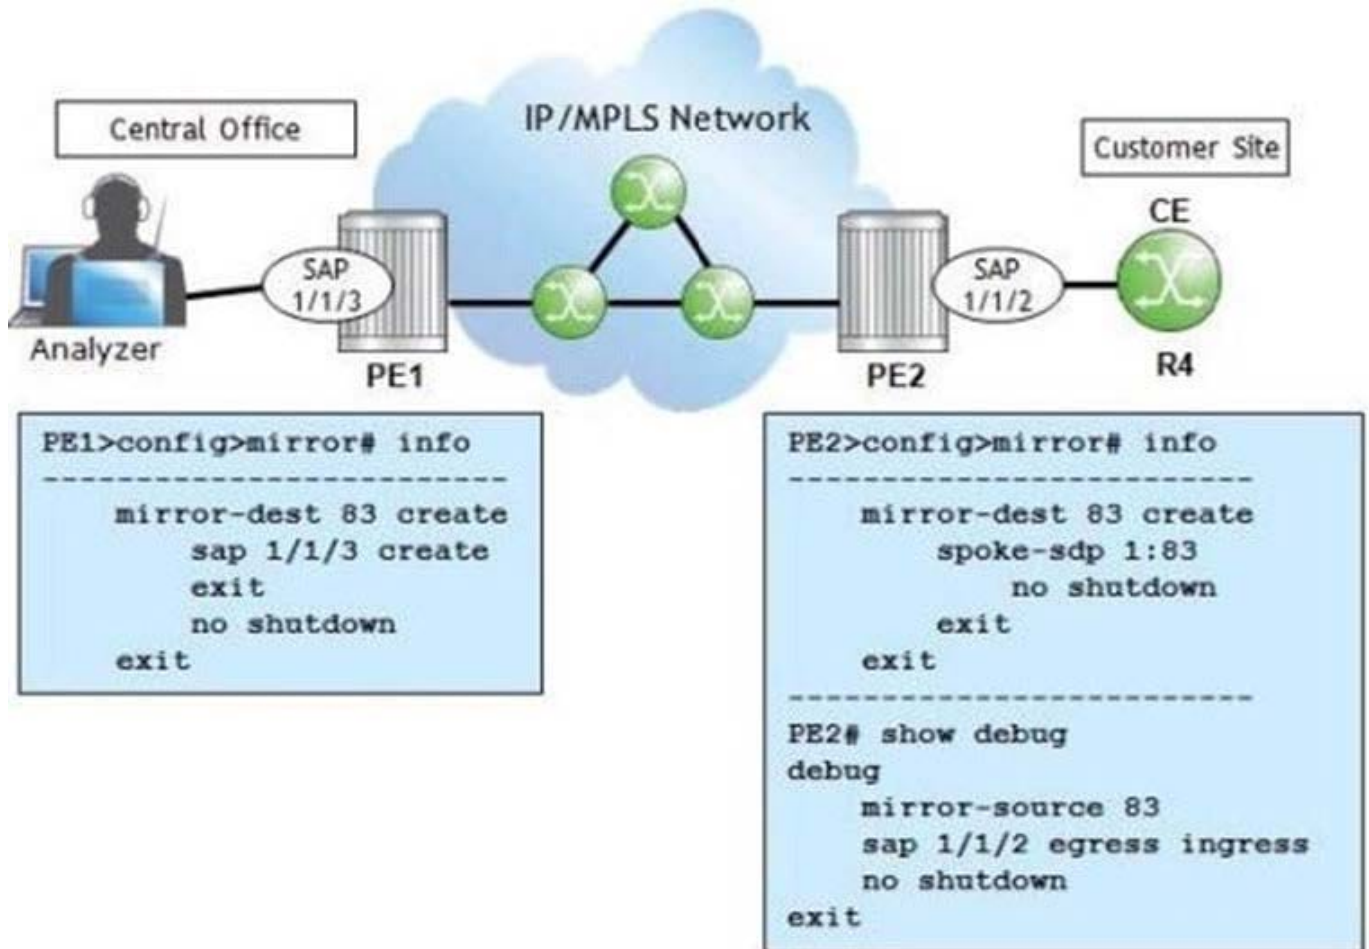 IP/MPLS Network
Central Office
Customer Site
CE
SAP
1/1/3
SAP
1/1/2
Analyzer
PE1
PE2
R4
PE1>config>mirror# info
--------------------------
mirror-dest 83 create
sap 1/1/3 create
exit
no shutdown
exit
PE2>config>mirror# info
--------------------------
mirror-dest 83 create
spoke-sdp 1:83
no shutdown
exit
exit
--------------------------
PE2# show debug
debug
mirror-source 83
sap 1/1/2 egress ingress
no shutdown
exit